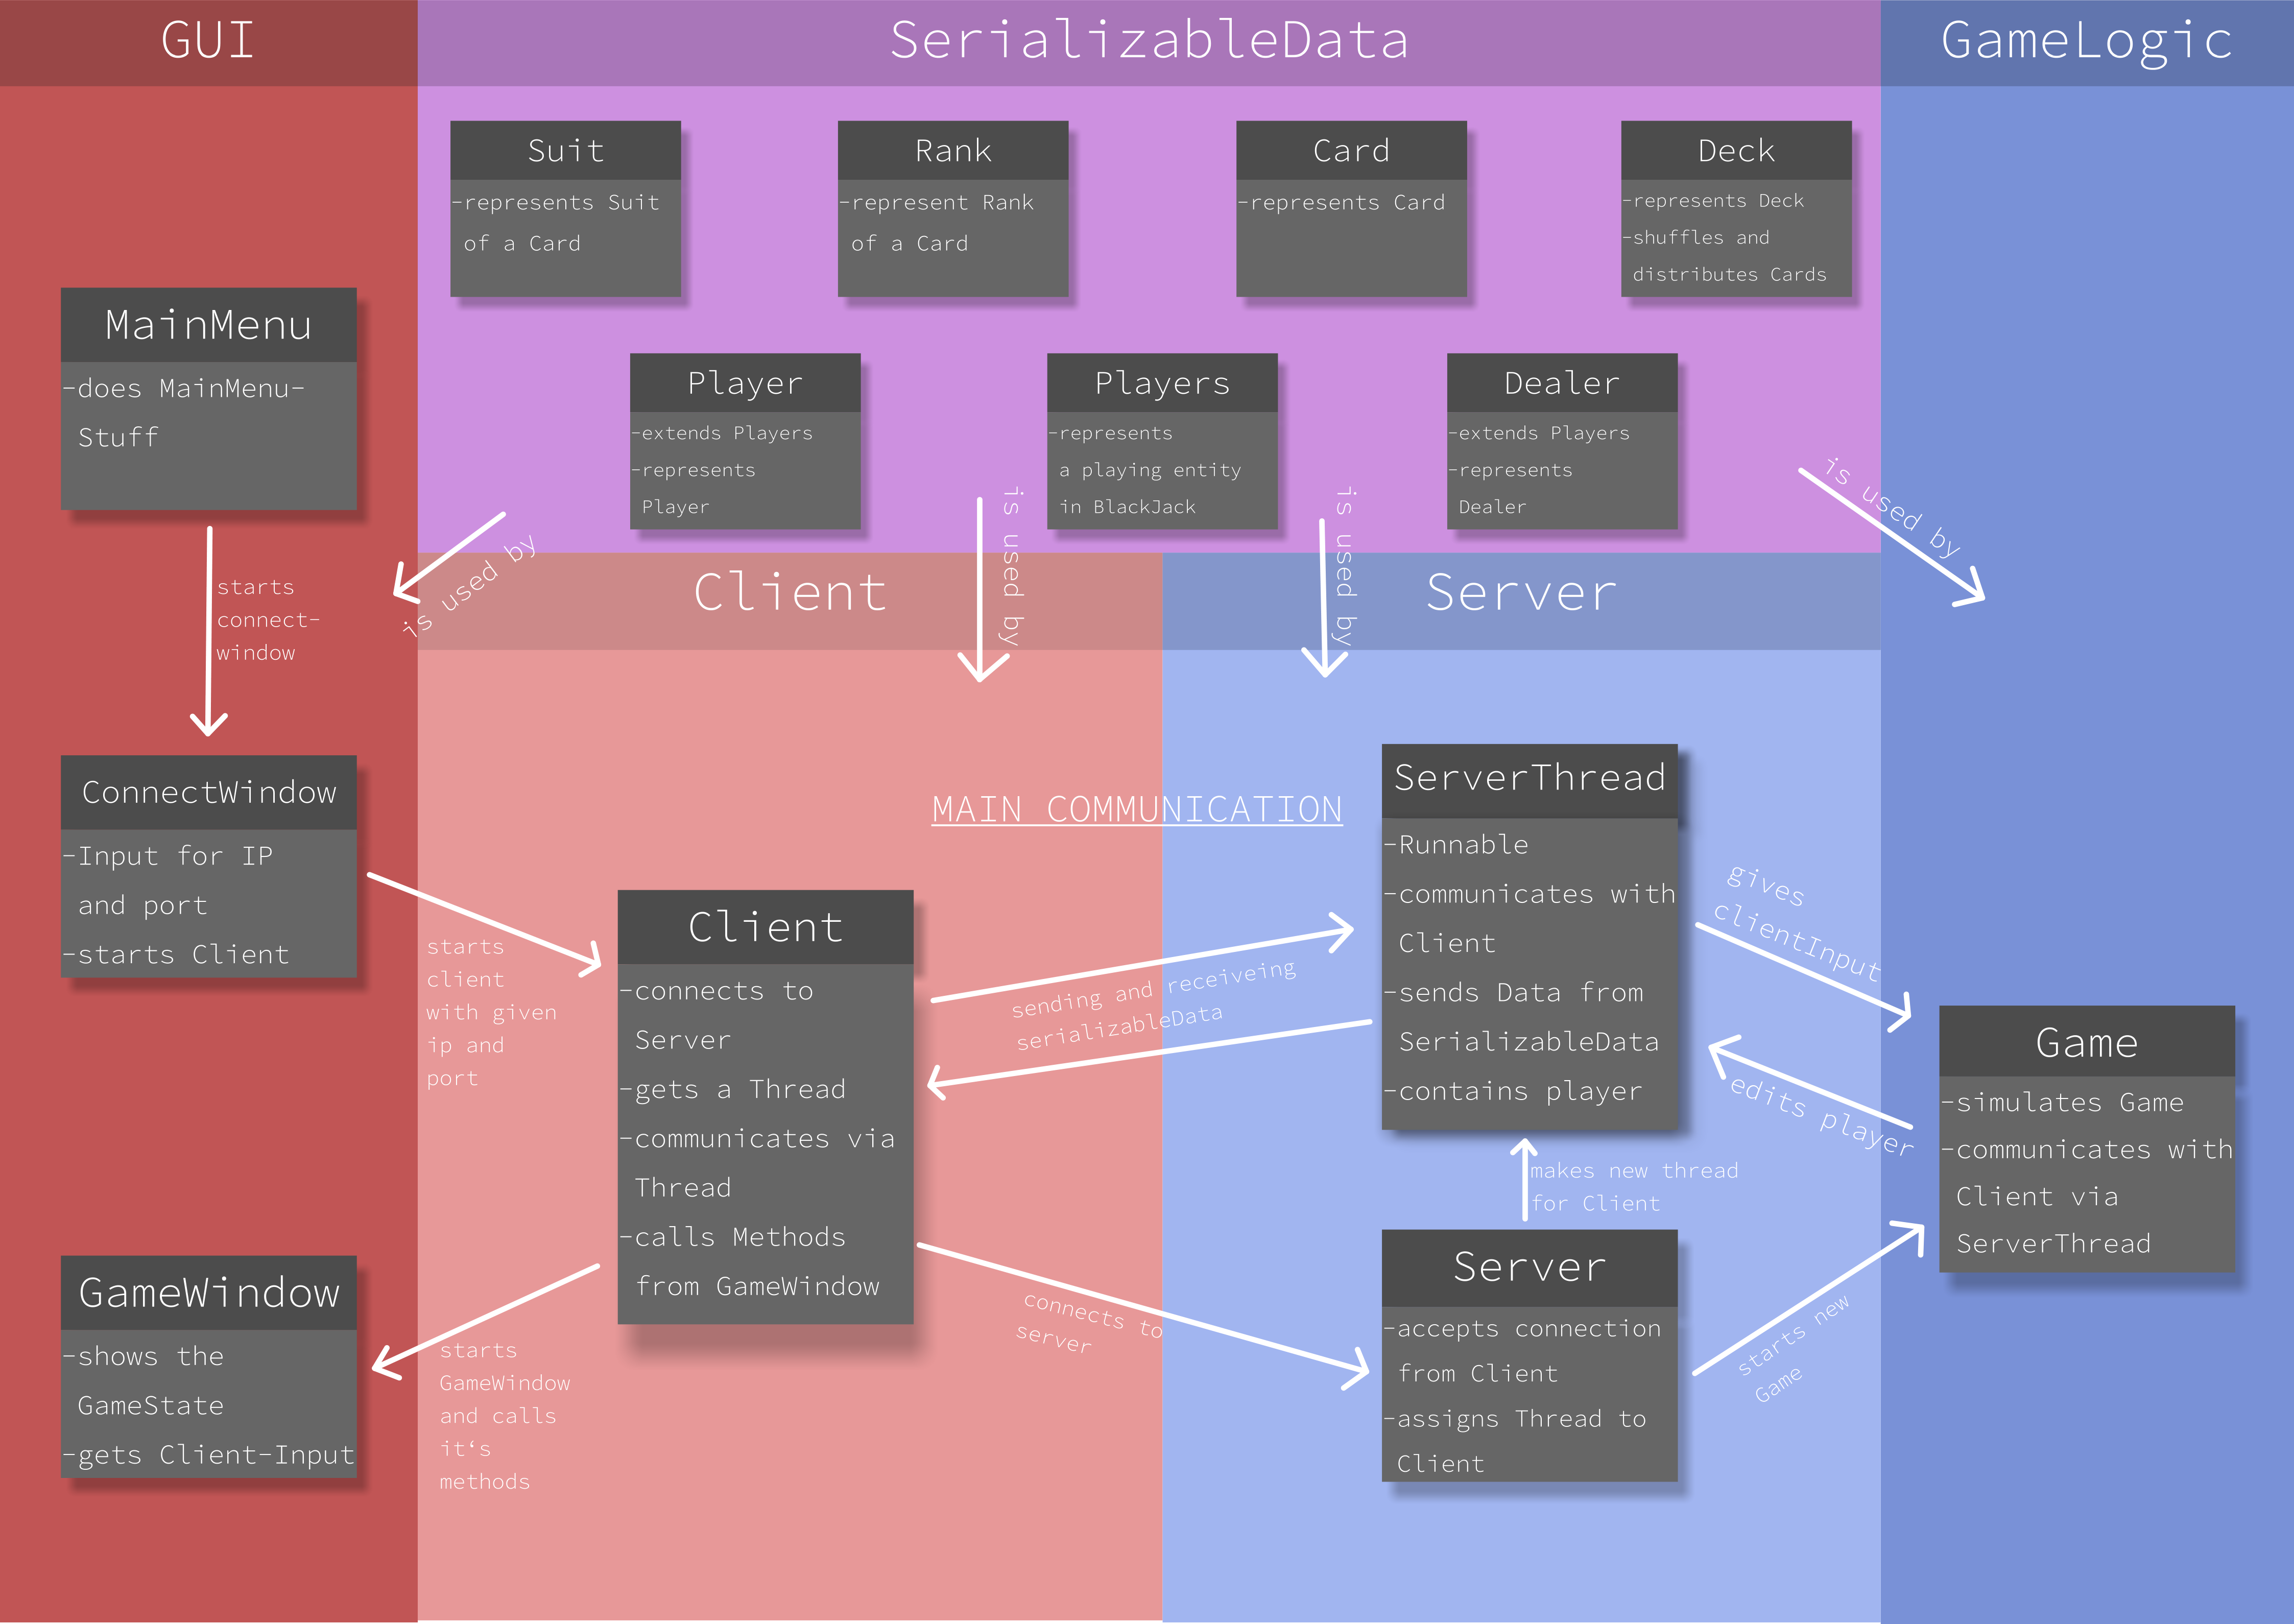 GUI
SerializableData
GameLogic
Suit
-represents Suit
of a Card
Rank
-represent Rank
of a Card
Card
-represents Card
Deck
-represents Deck
-shuffles and
distributes Cards
MainMenu
-does MainMenu-
Stuff
Player
-extends Players
-represents
Player
Players
-represents
a playing entity
in BlackJack
Dealer
-extends Players
-represents
Dealer
is used by
is used by
is used by
is used by
Client
Server
starts
connect-
window
ConnectWindow
-Input for IP
and port
-starts Client
starts
client
with given
ip and
port
MAIN COMMUNICATION
Client
-connects to
Server
-gets a Thread
-communicates via
Thread
-calls Methods
from GameWindow
sending and receiveing
serializableData
ServerThread
-Runnable
-communicates with
Client
-sends Data from
SerializableData
-contains player
gives
clientInput
edits player
Game
-simulates Game
-communicates with
Client via
ServerThread
makes new thread
for Client
Server
-accepts connection
from Client
-assigns Thread to
Client
connects to
server
starts new
Game
GameWindow
-shows the
GameState
-gets Client-Input
starts
GameWindow
and calls
it‘s
methods